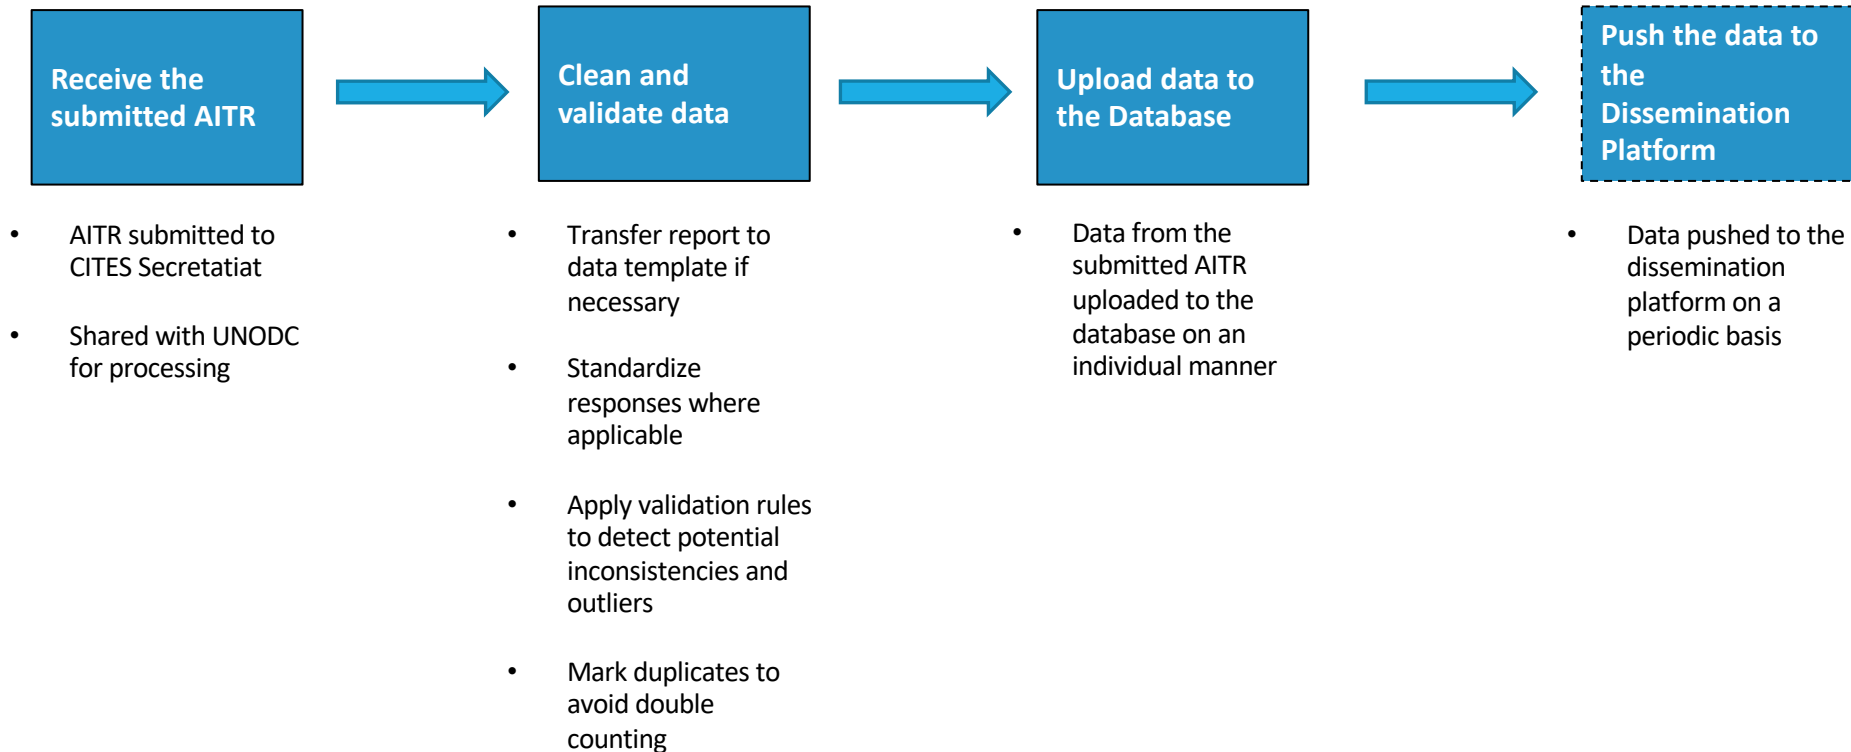 Receive the
submitted AITR
Clean and
validate data
Upload data to
the Database
Push the data to
the
Dissemination
Platform
• AITR submitted to
CITES Secretatiat
• Shared with UNODC
for processing
• Transfer report to
data template if
necessary
• Standardize
responses where
applicable
• Apply validation rules
to detect potential
inconsistencies and
outliers
• Mark duplicates to
avoid double
counting
• Data from the
submitted AITR
uploaded to the
database on an
individual manner
• Data pushed to the
dissemination
platform on a
periodic basis